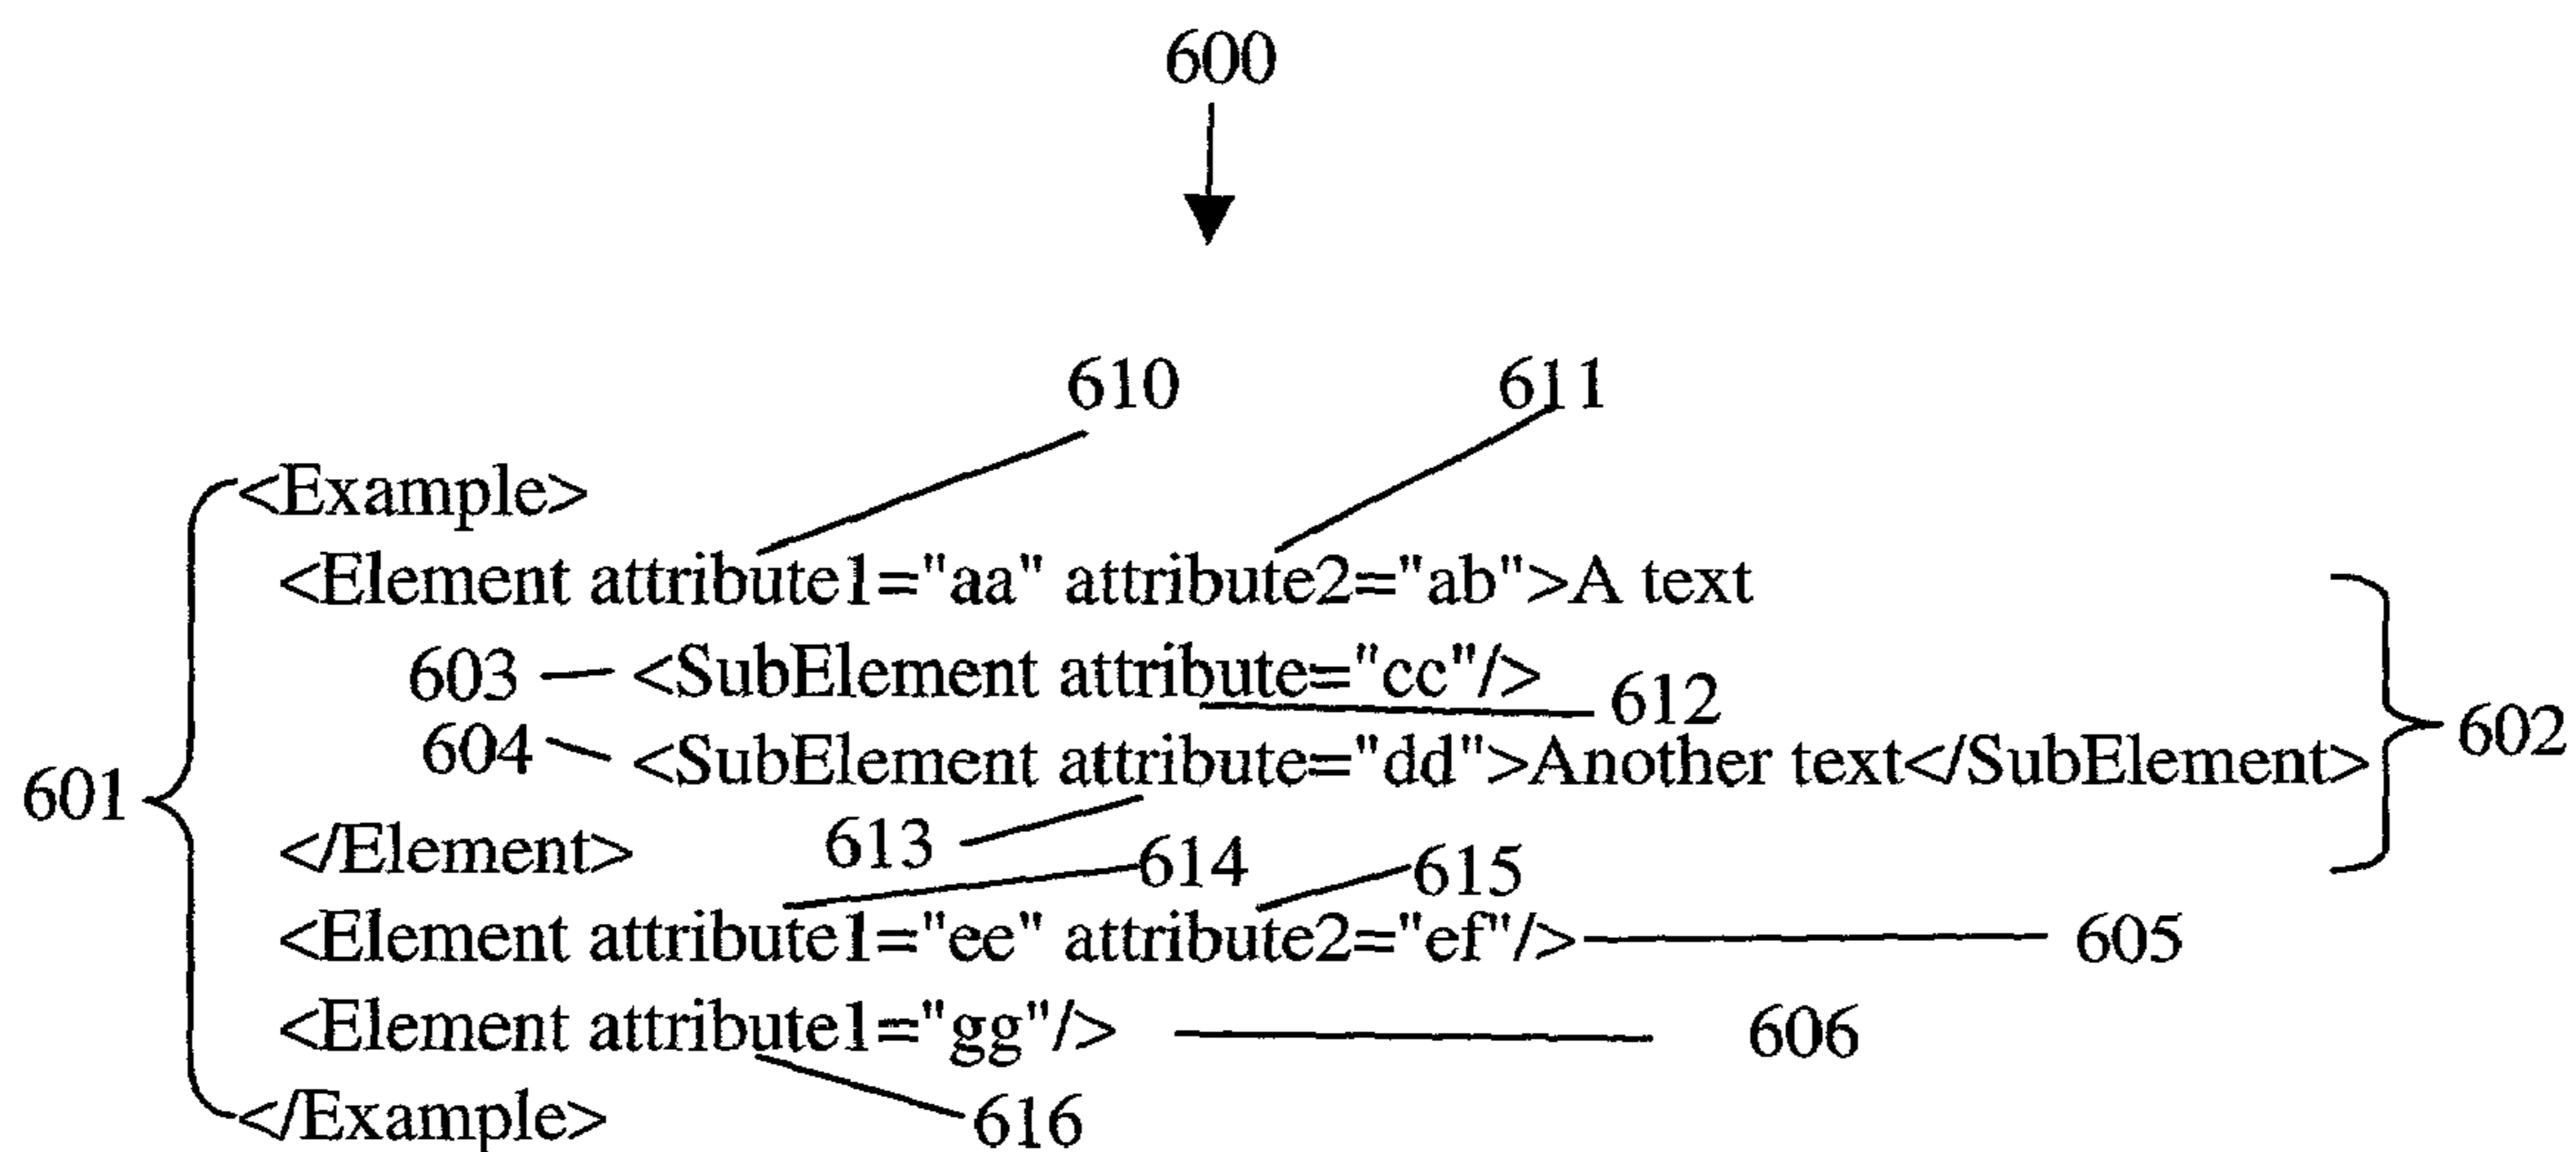 600
610 611
<Example>
<Element attribute1="aa" attribute2="ab">A text
603 <SubElement attribute="cc"/>
612
604 <SubElement attribute="dd">Another text</SubElement>
602
601
</Element>
613 614 615
<Element attribute1="ee" attribute2="ef"/> 605
<Element attribute1="gg"/> 606
</Example>
616